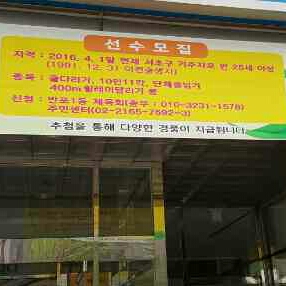 선수모집
자격 : 2016. 4. 1일 현재 서초구 거주자로 만 25세 이상
(1991. 12. 31 이전출생자)
종목 : 줄다리기, 10인11각, 단체줄넘기
400m릴레이달리기 등
신청 : 반포1동 체육회(총무 : 010-3231-1578)
주민센터(02-2155-7592~3)
추첨을 통해 다양한 경품이 지급됩니다